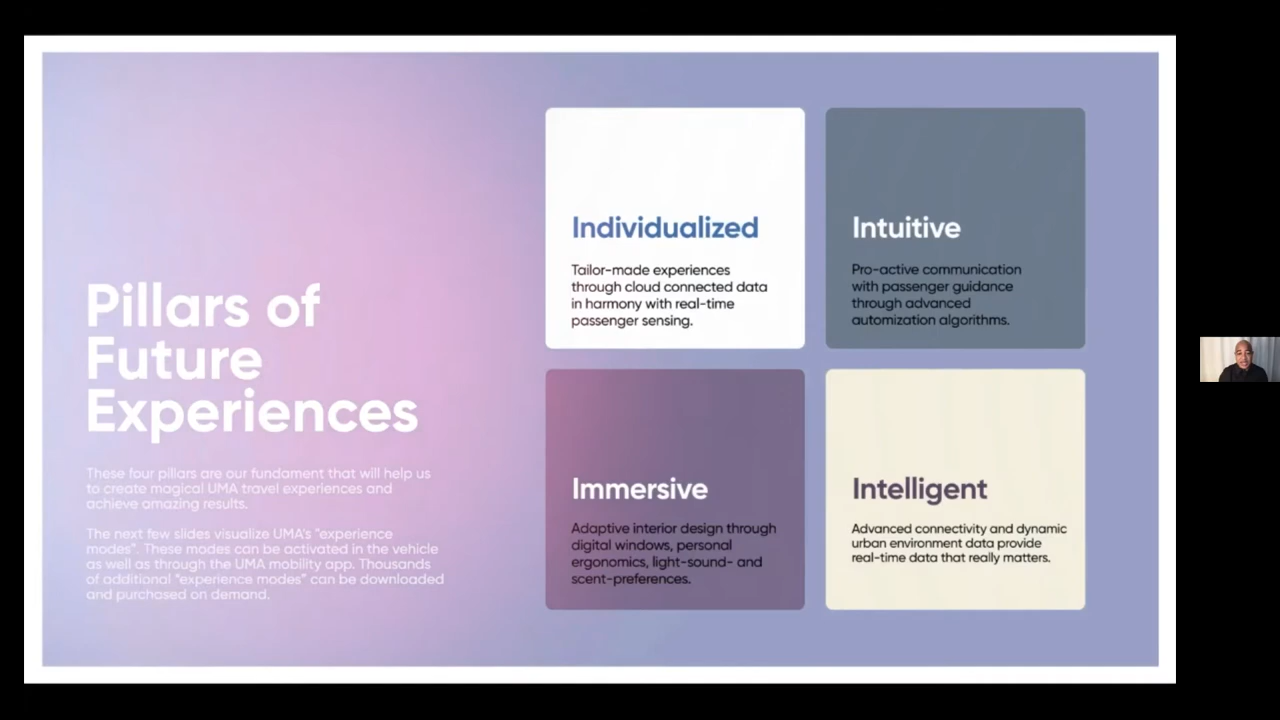 Pillars of
Future
Experiences
These four pillars are our fundament that will help us
to create magical UMA travel experiences and
achieve amazing results.
The next few slides visualize UMA's "experience
modes". These modes can be activated in the vehicle
as well as through the UMA mobility app. Thousands
of additional "experience modes" can be downloaded
and purchased on demand.
Individualized
Tailor-made experiences
through cloud connected data
in harmony with real-time
passenger sensing.
Intuitive
Pro-active communication
with passenger guidance
through advanced
automization algorithms.
Immersive
Adaptive interior design through
digital windows, personal
ergonomics, light-sound- and
scent-preferences.
Intelligent
Advanced connectivity and dynamic
urban environment data provide
real-time data that really matters.